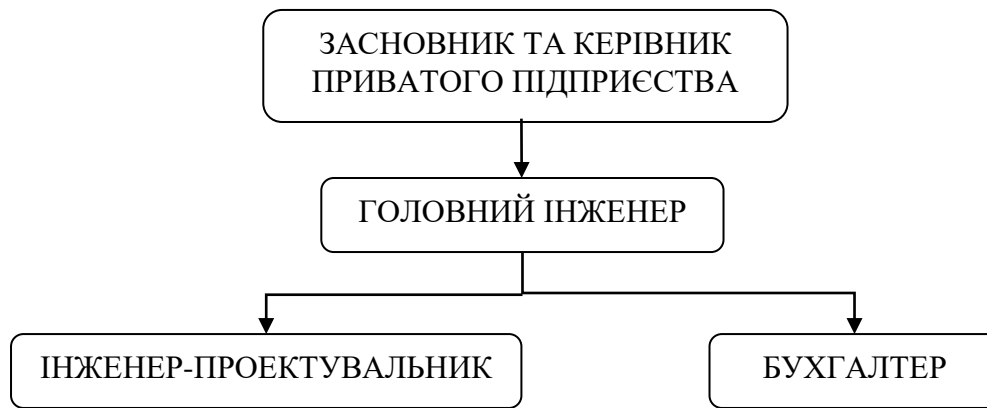 ЗАСНОВНИК ТА КЕРІВНИК
ПРИВАТОГО ПІДПРИЄСТВА
ГОЛОВНИЙ ІНЖЕНЕР
ІНЖЕНЕР-ПРОЕКТУВАЛЬНИК
БУХГАЛТЕР